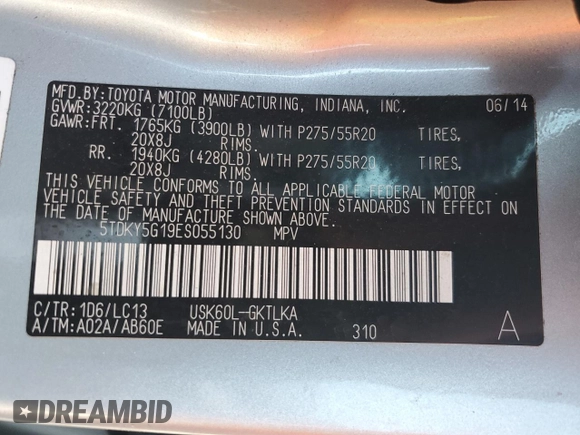 MFD.BY:TOYOTA MOTOR MANUFACTURING, INDIANA, INC. 06/14
GVWR:3220KG (7100LB)
GAWR:FRT. 1765KG (3900LB) WITH P275/55R20 TIRES,
20X8J RIMS.
RR. 1940KG (4280LB) WITH P275/55R20 TIRES,
20X8J RIMS.
THIS VEHICLE CONFORMS TO ALL APPLICABLE FEDERAL MOTOR
VEHICLE SAFETY AND THEFT PREVENTION STANDARDS IN EFFECT ON
THE DATE OF MANUFACTURE SHOWN ABOVE.
5TDKY5G19ES055130 MPV
C/TR:1D6/LC13 USK60L-GKTLKA
A/TM:A02A/AB60E MADE IN U.S.A. 310 A
DREAMBID